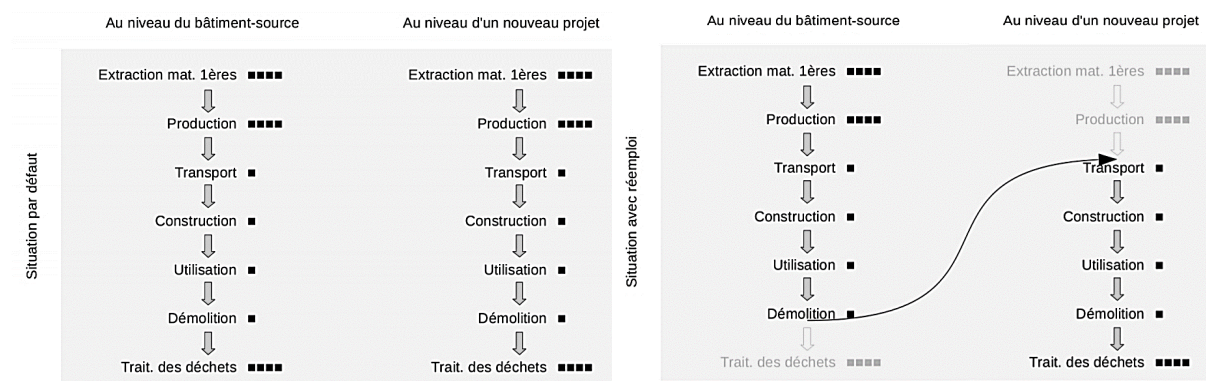 Au niveau du bâtiment-source
Au niveau d'un nouveau projet
Situation par défaut
Extraction mat. 1ères
Extraction mat. 1ères
Production
Production
Transport
Transport
Construction
Construction
Utilisation
Utilisation
Démolition
Démolition
Trait. des déchets
Trait. des déchets
Au niveau du bâtiment-source
Au niveau d'un nouveau projet
Situation avec réemploi
Extraction mat. 1ères
Extraction mat. 1ères
Production
Production
Transport
Transport
Construction
Construction
Utilisation
Utilisation
Démolition
Démolition
Trait. des déchets
Trait. des déchets